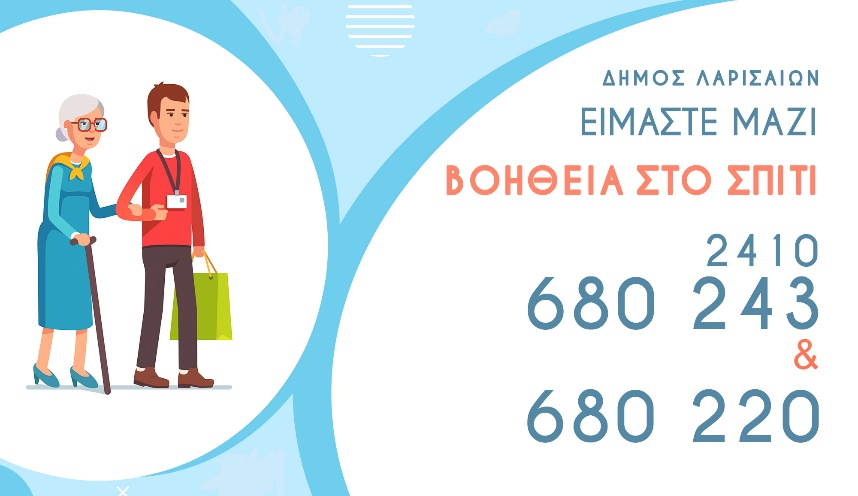 ΔΗΜΟΣ ΛΑΡΙΣΑΙΩΝ
ΕΙΜΑΣΤΕ ΜΑΖΙ
ΒΟΗΘΕΙΑ ΣΤΟ ΣΠΙΤΙ
2410
680 243
&
680 220